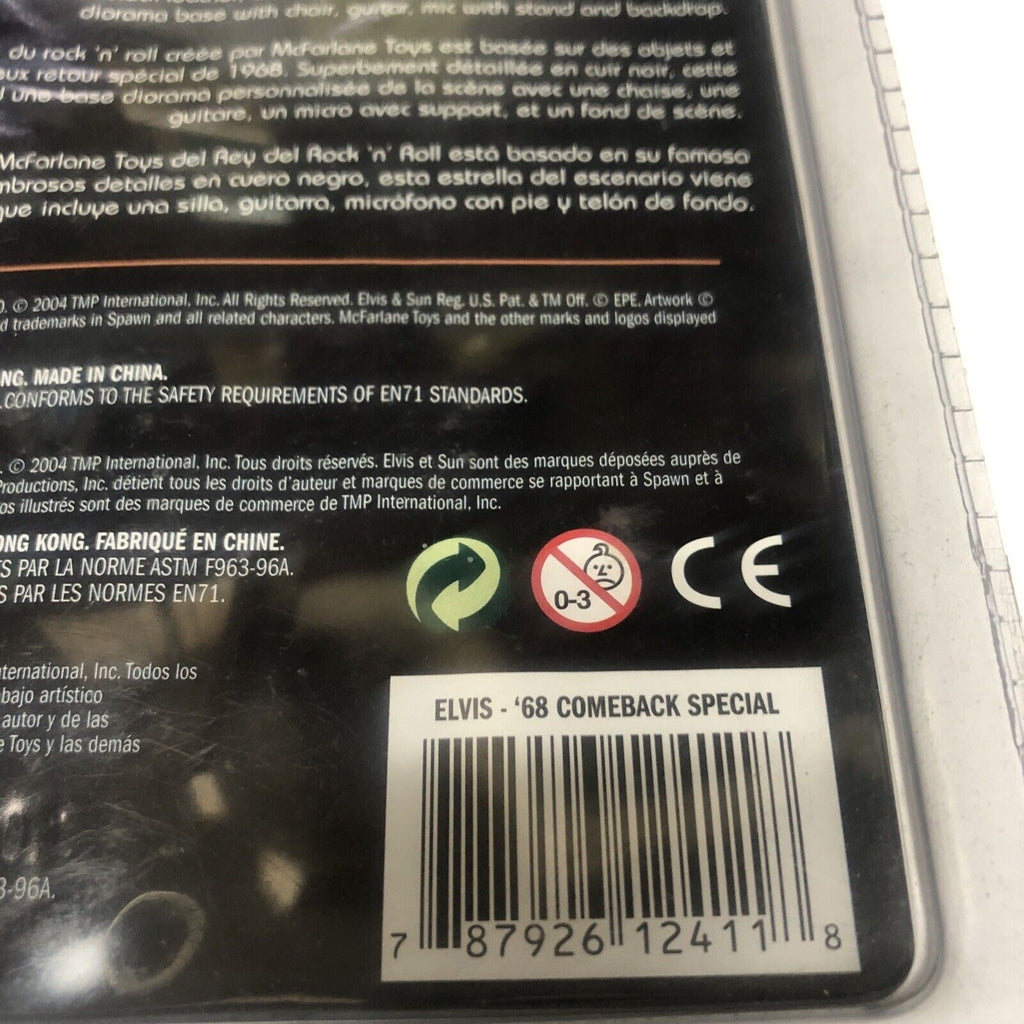 diorama base with chair, guitar, mic with stand and backdrop.
du rock 'n' roll créée por McFarlane Toys est basée sur des objets et
retour spécial de 1968. Superbement détaillée en cuir noir, cette
une base diorama personnalisée de la scène avec une chaise, une
guitare, un micro avec support, et un fond de scène.
McFarlane Toys del Rey del Rock 'n' Roll está basado en su famosa
detalles en cuero negro, esta estrella del escenario viene
que incluye una silla, guitarra, micrófono con pie y telón de fondo.
© 2004 TMP International, Inc. All Rights Reserved. Elvis & Sun Reg. U.S. Pat. & TM Off. © EPE. Artwork ©
trademarks in Spawn and all related characters. McFarlane Toys and the other marks and logos displayed
NG. MADE IN CHINA.
CONFORMS TO THE SAFETY REQUIREMENTS OF EN71 STANDARDS.
© 2004 TMP International, Inc. Tous droits réservés. Elvis et Sun sont des marques déposées auprès de
Productions, Inc. détient tous les droits d'auteur et marques de commerce se rapportant à Spawn et à
os illustrés sont des marques de commerce de TMP International, Inc.
ONG KONG. FABRIQUÉ EN CHINE.
S PAR LA NORME ASTM F963-96A.
S PAR LES NORMES EN71.
0-3
CE
ternational, Inc. Todos los
bajo artístico
autor y de las
e Toys y las demás
3-96A.
ELVIS - '68 COMEBACK SPECIAL
7 87926 12411 8